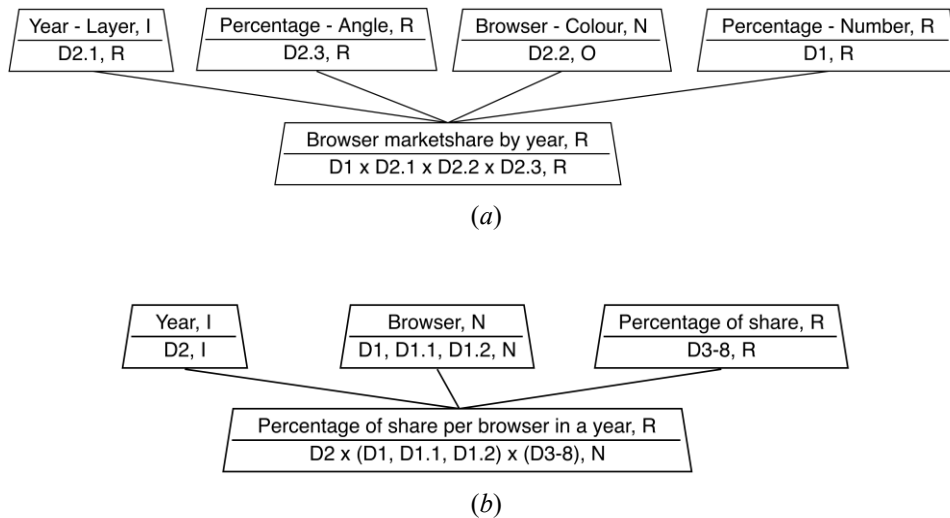 Year - Layer, I
D2.1, R
Percentage - Angle, R
D2.3, R
Browser - Colour, N
D2.2, O
Percentage - Number, R
D1, R
Browser marketshare by year, R
D1 x D2.1 x D2.2 x D2.3, R
(a)
Year, I
D2, I
Browser, N
D1, D1.1, D1.2, N
Percentage of share, R
D3-8, R
Percentage of share per browser in a year, R
D2 x (D1, D1.1, D1.2) x (D3-8), N
(b)